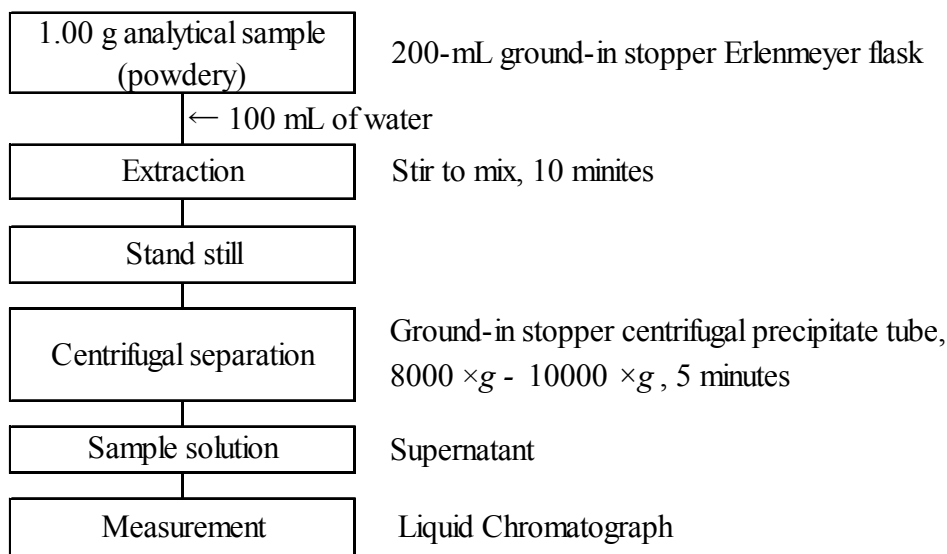 1.00 g analytical sample
(powdery)
200-mL ground-in stopper Erlenmeyer flask
← 100 mL of water
Extraction
Stir to mix, 10 minites
Stand still
Centrifugal separation
Ground-in stopper centrifugal precipitate tube,
8000 ×g - 10000 ×g , 5 minutes
Sample solution
Supernatant
Measurement
Liquid Chromatograph